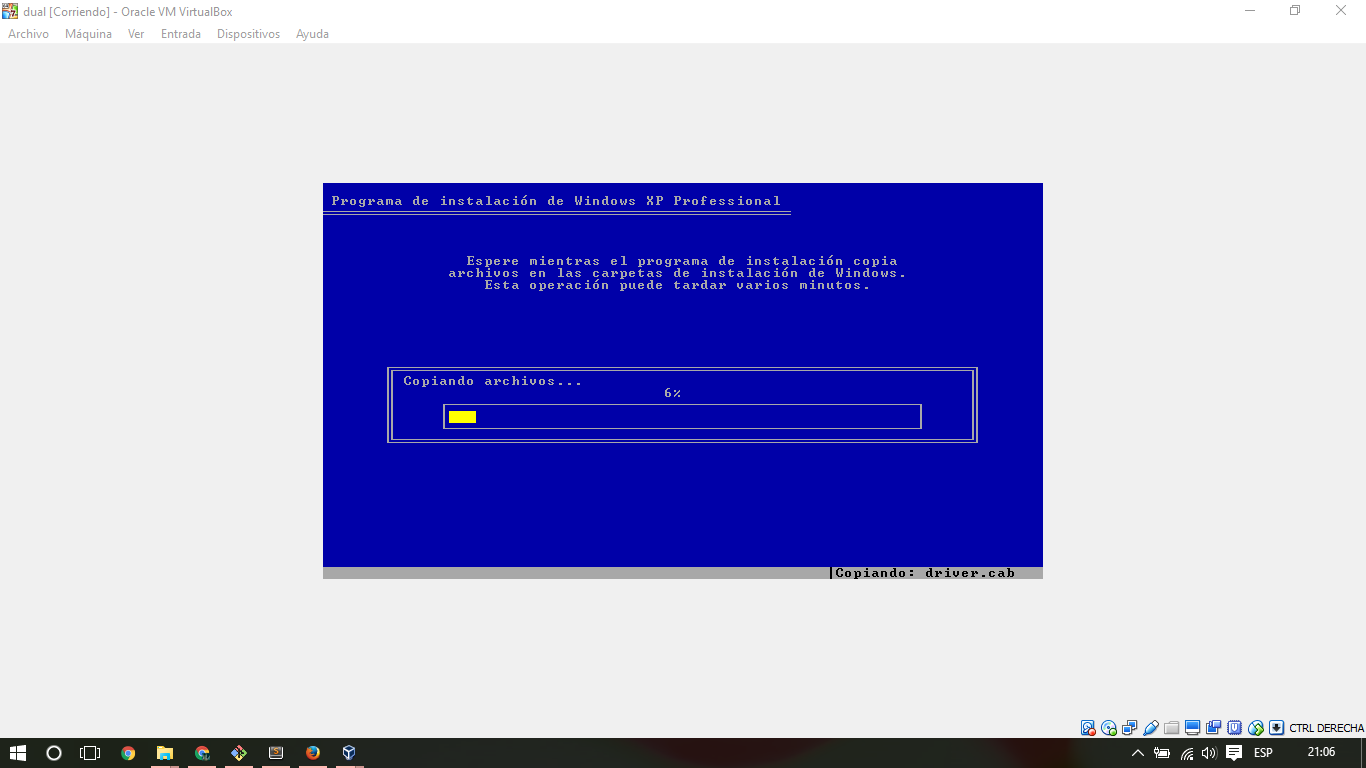 dual [Corriendo] - Oracle VM VirtualBox
Archivo Máquina Ver Entrada Dispositivos Ayuda
Programa de instalación de Windows XP Professional
Espere mientras el programa de instalación copia
archivos en las carpetas de instalación de Windows.
Esta operación puede tardar varios minutos.
Copiando archivos...
6%
Copiando: driver.cab
CTRL DERECHA
ESP 21:06